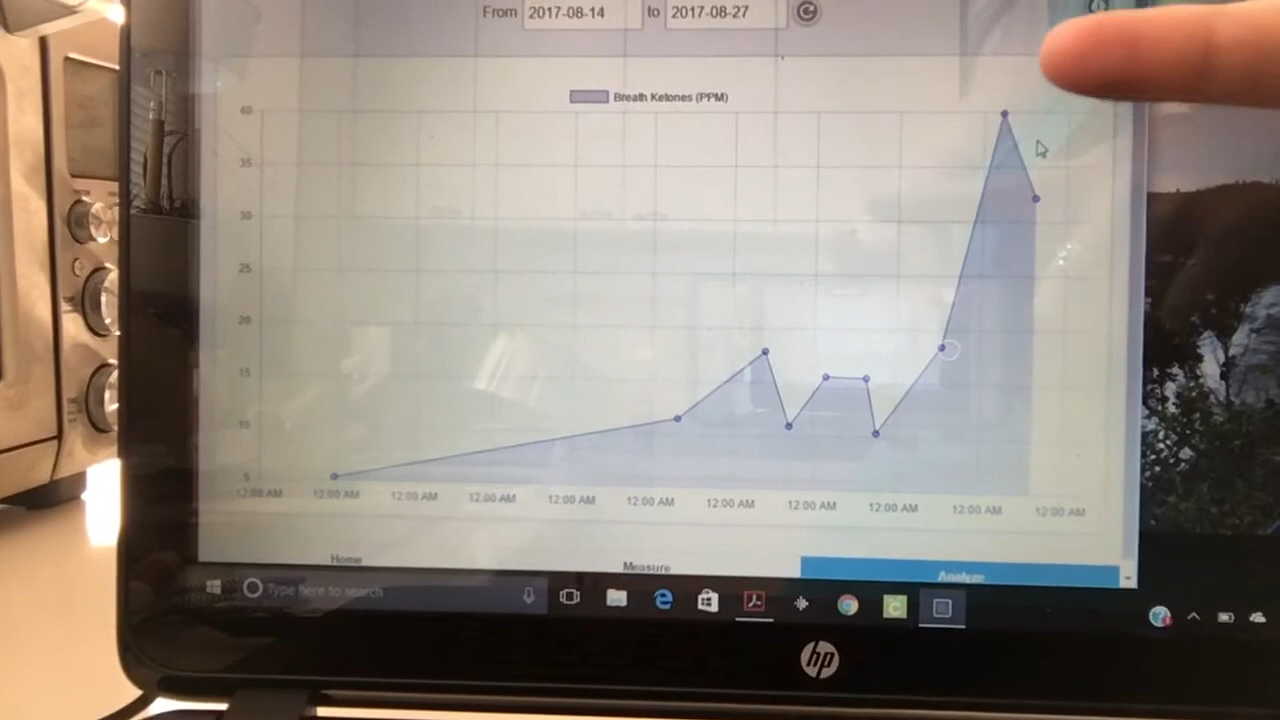 From 2017-08-14 to 2017-08-27
Breath Ketones (PPM)
40
35
30
25
20
15
10
5
12:00 AM 12:00 AM 12:00 AM 12:00 AM 12:00 AM 12:00 AM 12:00 AM 12:00 AM 12:00 AM 12:00 AM 12:00 AM
Home Measure Analyze
Type here to search
hp